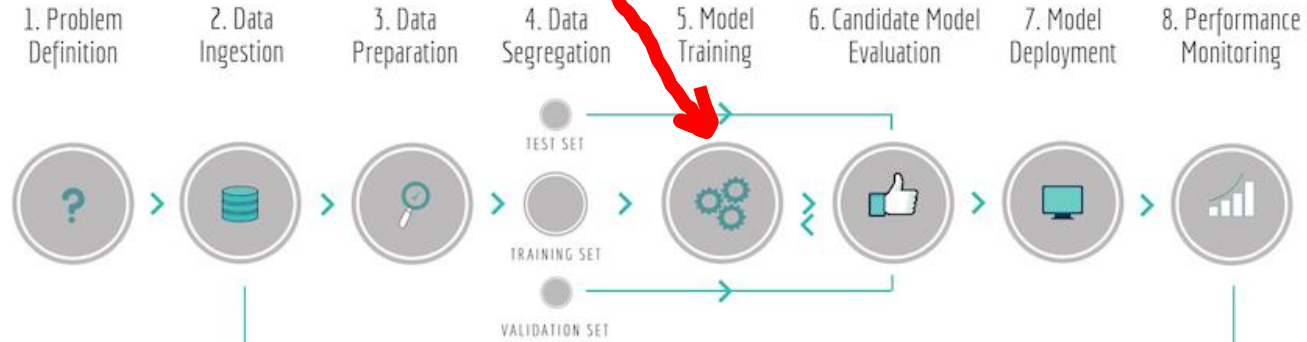 1. Problem
Definition
2. Data
Ingestion
3. Data
Preparation
4. Data
Segregation
5. Model
Training
6. Candidate Model
Evaluation
7. Model
Deployment
8. Performance
Monitoring
TEST SET
?
TRAINING SET
VALIDATION SET